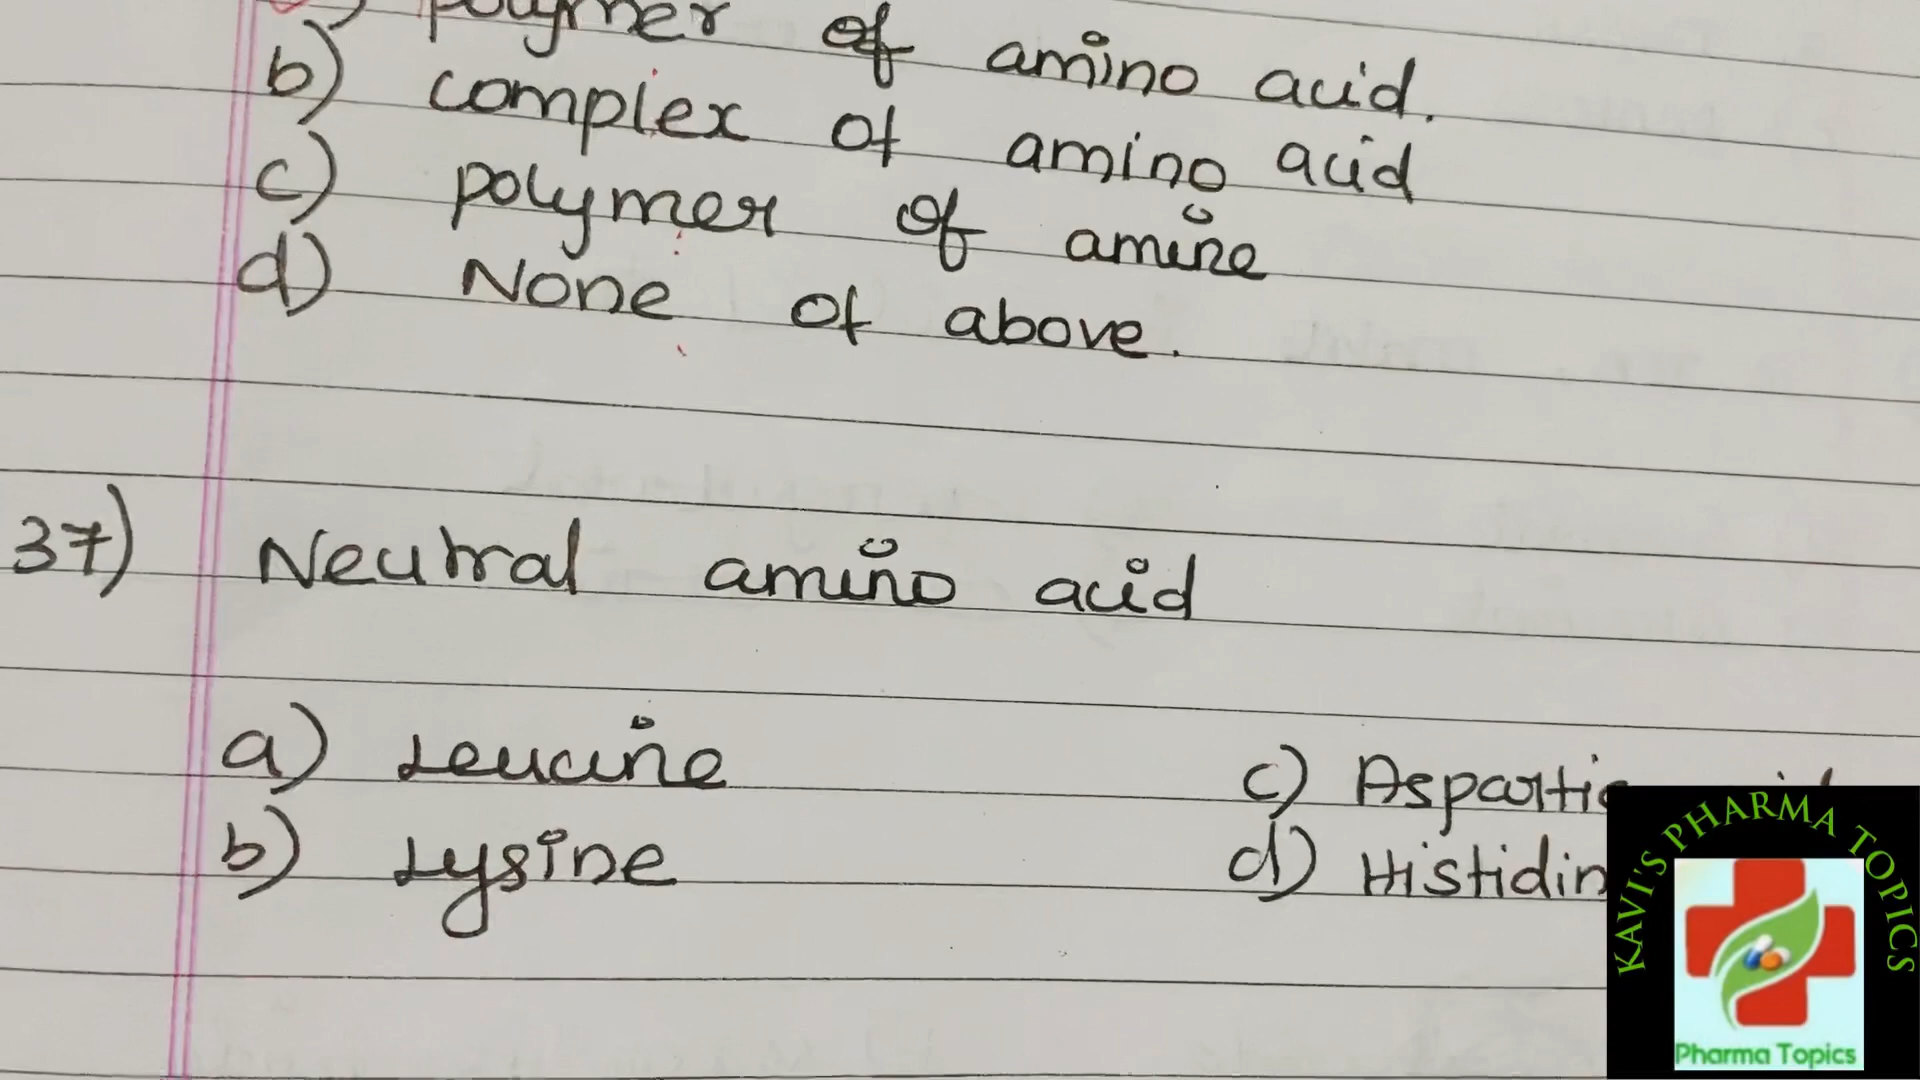 polymer of amino acid.
b) complex of amino acid
c) polymer of amine
d) None of above.
37) Neutral amino acid
a) Leucine
c) Aspartic
b) Lysine
d) Histidin
KAVI'S PHARMA TOPICS
Pharma Topics